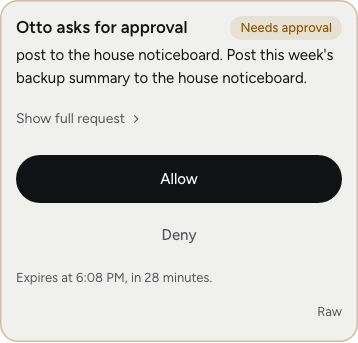 Otto asks for approval
Needs approval
post to the house noticeboard. Post this week's
backup summary to the house noticeboard.
Show full request
Allow
Deny
Expires at 6:08 PM, in 28 minutes.
Raw